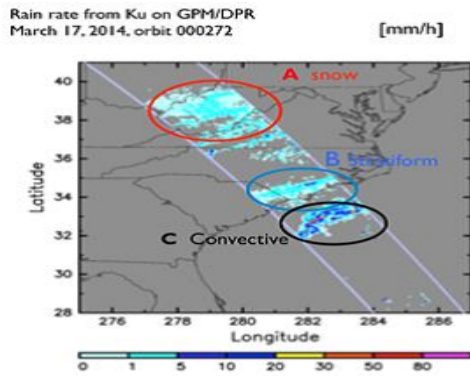 Rain rate from Ku on GPM/DPR
March 17, 2014, orbit 000272
[mm/h]
A snow
B stratiform
C Convective
40
38
36
34
32
30
28
Latitude
276 278 280 282 284 286
Longitude
0 1 5 10 20 30 50 80